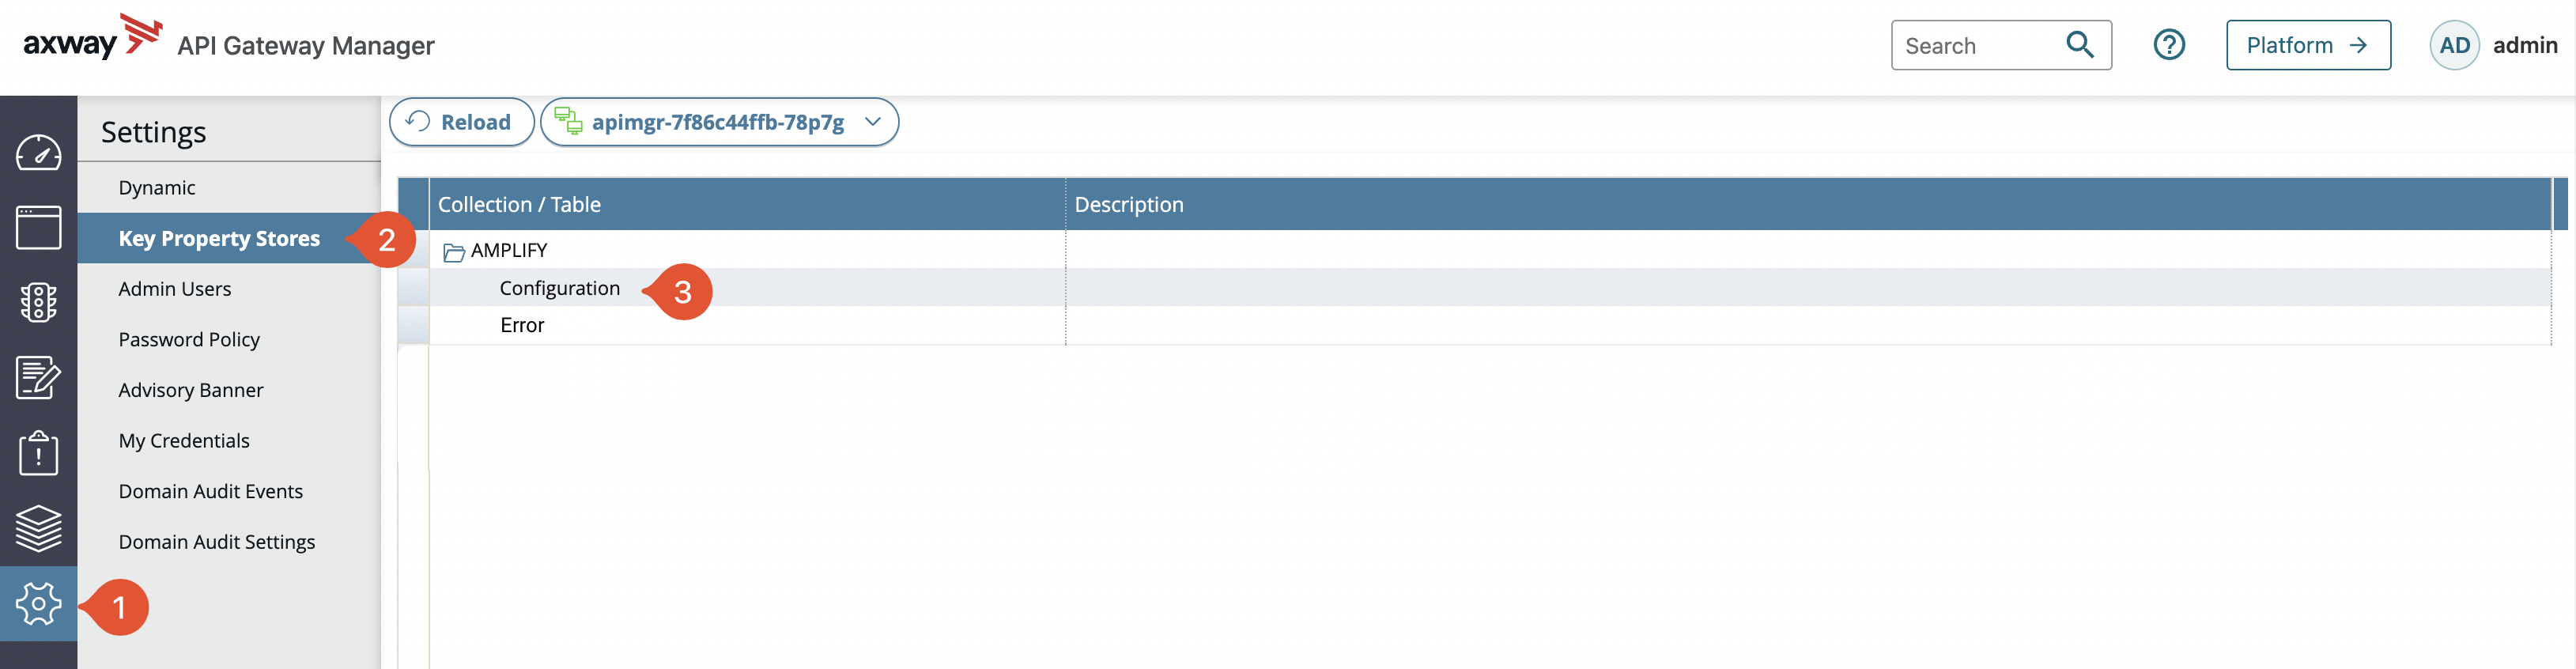 axway API Gateway Manager
Search
Platform
AD admin
Settings
Dynamic
Key Property Stores
Admin Users
Password Policy
Advisory Banner
My Credentials
Domain Audit Events
Domain Audit Settings
Reload
apimgr-7f86c44ffb-78p7g
Collection / Table Description
AMPLIFY
Configuration
Error
1
2
3